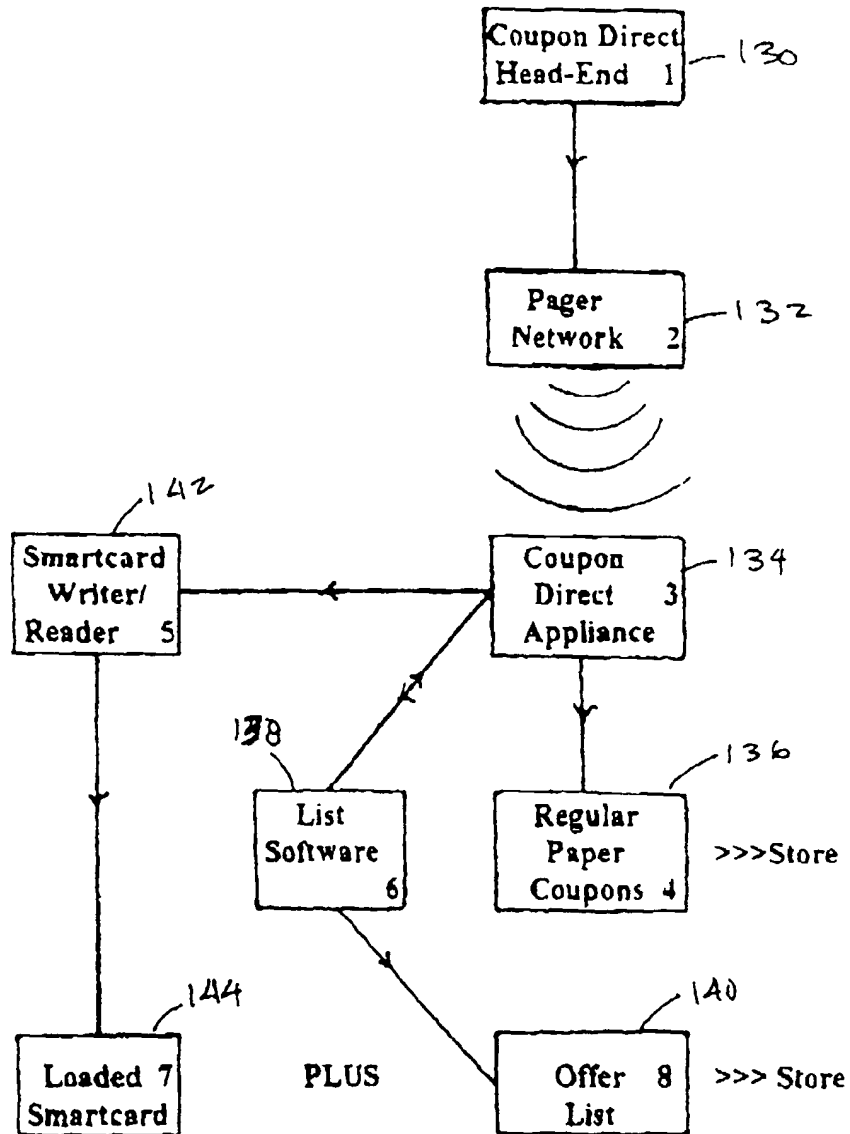 Coupon Direct
Head-End 1
130
Pager
Network 2
132
142
Smartcard
Writer/
Reader 5
Coupon
Direct 3
Appliance
134
138
List
Software
6
136
Regular
Paper
Coupons 4
>>>Store
144
Loaded 7
Smartcard
PLUS
140
Offer 8
List
>>> Store